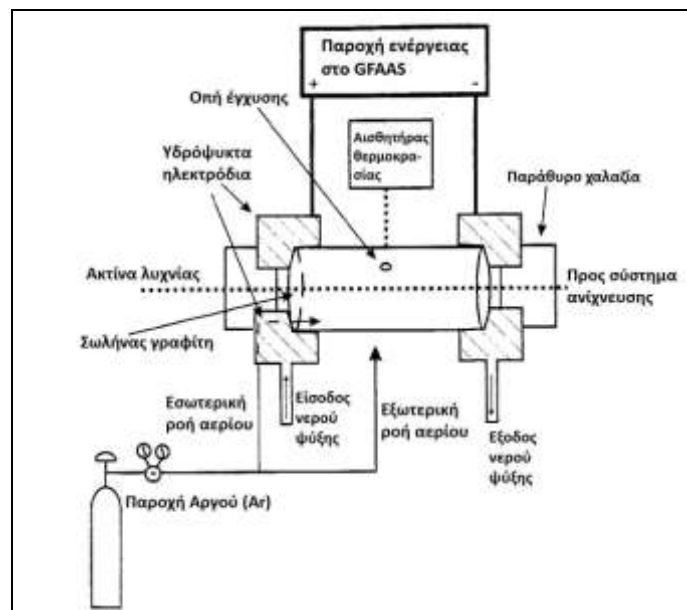 Παροχή ενέργειας
στο GFAAS
+ -
Οπή έγχυσης
Αισθητήρας
θερμοκρα-
σίας
Υδρόψυκτα
ηλεκτρόδια
Παράθυρο χαλαζία
Ακτίνα λυχνίας
Προς σύστημα
ανίχνευσης
Σωλήνας γραφίτη
Εσωτερική
ροή αερίου
Είσοδος
νερού
ψύξης
Εξωτερική
ροή αερίου
Εξοδος
νερού
ψύξης
Παροχή Αργού (Ar)